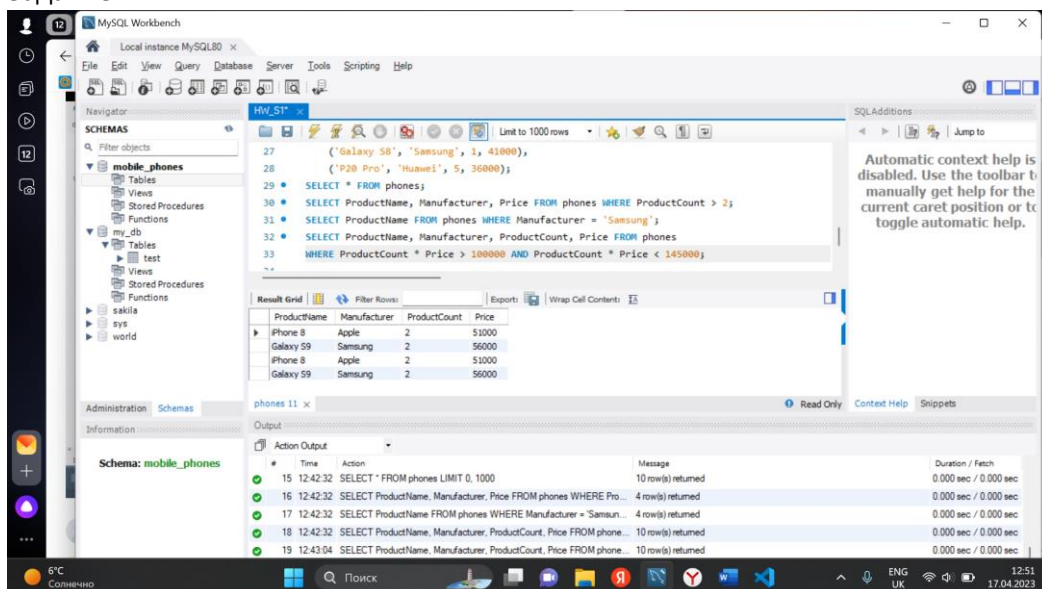 12
MySQL Workbench
Local instance MySQL80
File Edit View Query Database Server Tools Scripting Help
Navigator
SCHEMAS
Filter objects
mobile_phones
Tables
Views
Stored Procedures
Functions
my_db
Tables
test
Views
Stored Procedures
Functions
sakila
sys
world
Administration Schemas
Information
Schema: mobile_phones
HW_S1*
Limit to 1000 rows
27 ('Galaxy S8', 'Samsung', 1, 41000),
28 ('P20 Pro', 'Huawei', 5, 36000);
29 SELECT * FROM phones;
30 SELECT ProductName, Manufacturer, Price FROM phones WHERE ProductCount > 2;
31 SELECT ProductName FROM phones WHERE Manufacturer = 'Samsung';
32 SELECT ProductName, Manufacturer, ProductCount, Price FROM phones
33 WHERE ProductCount * Price > 100000 AND ProductCount * Price < 145000;
Result Grid Filter Rows: Export: Wrap Cell Content:
ProductName Manufacturer ProductCount Price
iPhone 8 Apple 2 51000
Galaxy S9 Samsung 2 56000
iPhone 8 Apple 2 51000
Galaxy S9 Samsung 2 56000
phones 11
Read Only
SQLAdditions
Jump to
Automatic context help is
disabled. Use the toolbar t
manually get help for the
current caret position or to
toggle automatic help.
Context Help Snippets
Output
Action Output
# Time Action Message Duration / Fetch
15 12:42:32 SELECT * FROM phones LIMIT 0, 1000 10 row(s) returned 0.000 sec / 0.000 sec
16 12:42:32 SELECT ProductName, Manufacturer, Price FROM phones WHERE Pro... 4 row(s) returned 0.000 sec / 0.000 sec
17 12:42:32 SELECT ProductName FROM phones WHERE Manufacturer = 'Samsun... 4 row(s) returned 0.000 sec / 0.000 sec
18 12:42:32 SELECT ProductName, Manufacturer, ProductCount, Price FROM phone... 10 row(s) returned 0.000 sec / 0.000 sec
19 12:43:04 SELECT ProductName, Manufacturer, ProductCount, Price FROM phone... 10 row(s) returned 0.000 sec / 0.000 sec
12
6°C
Солнечно
Поиск
ENG
UK
12:51
17.04.2023